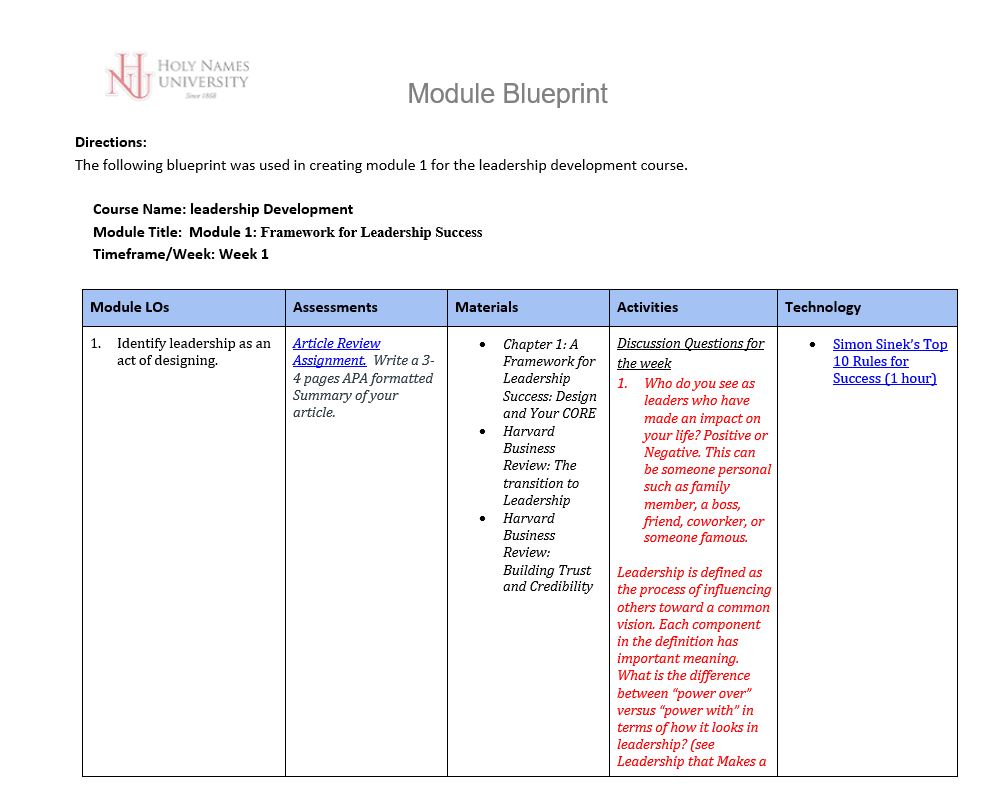 HOLY NAMES
UNIVERSITY
Since 1868
Module Blueprint
Directions:
The following blueprint was used in creating module 1 for the leadership development course.
Course Name: leadership Development
Module Title:  Module 1: Framework for Leadership Success
Timeframe/Week: Week 1
Module LOs
Assessments
Materials
Activities
Technology
1. Identify leadership as an
act of designing.
Article Review
Assignment. Write a 3-
4 pages APA formatted
Summary of your
article.
• Chapter 1: A
Framework for
Leadership
Success: Design
and Your CORE
• Harvard
Business
Review: The
transition to
Leadership
• Harvard
Business
Review:
Building Trust
and Credibility
Discussion Questions for
the week
1. Who do you see as
leaders who have
made an impact on
your life? Positive or
Negative. This can
be someone personal
such as family
member, a boss,
friend, coworker, or
someone famous.
Leadership is defined as
the process of influencing
others toward a common
vision. Each component
in the definition has
important meaning.
What is the difference
between “power over”
versus “power with” in
terms of how it looks in
leadership? (see
Leadership that Makes a
• Simon Sinek’s Top
10 Rules for
Success (1 hour)